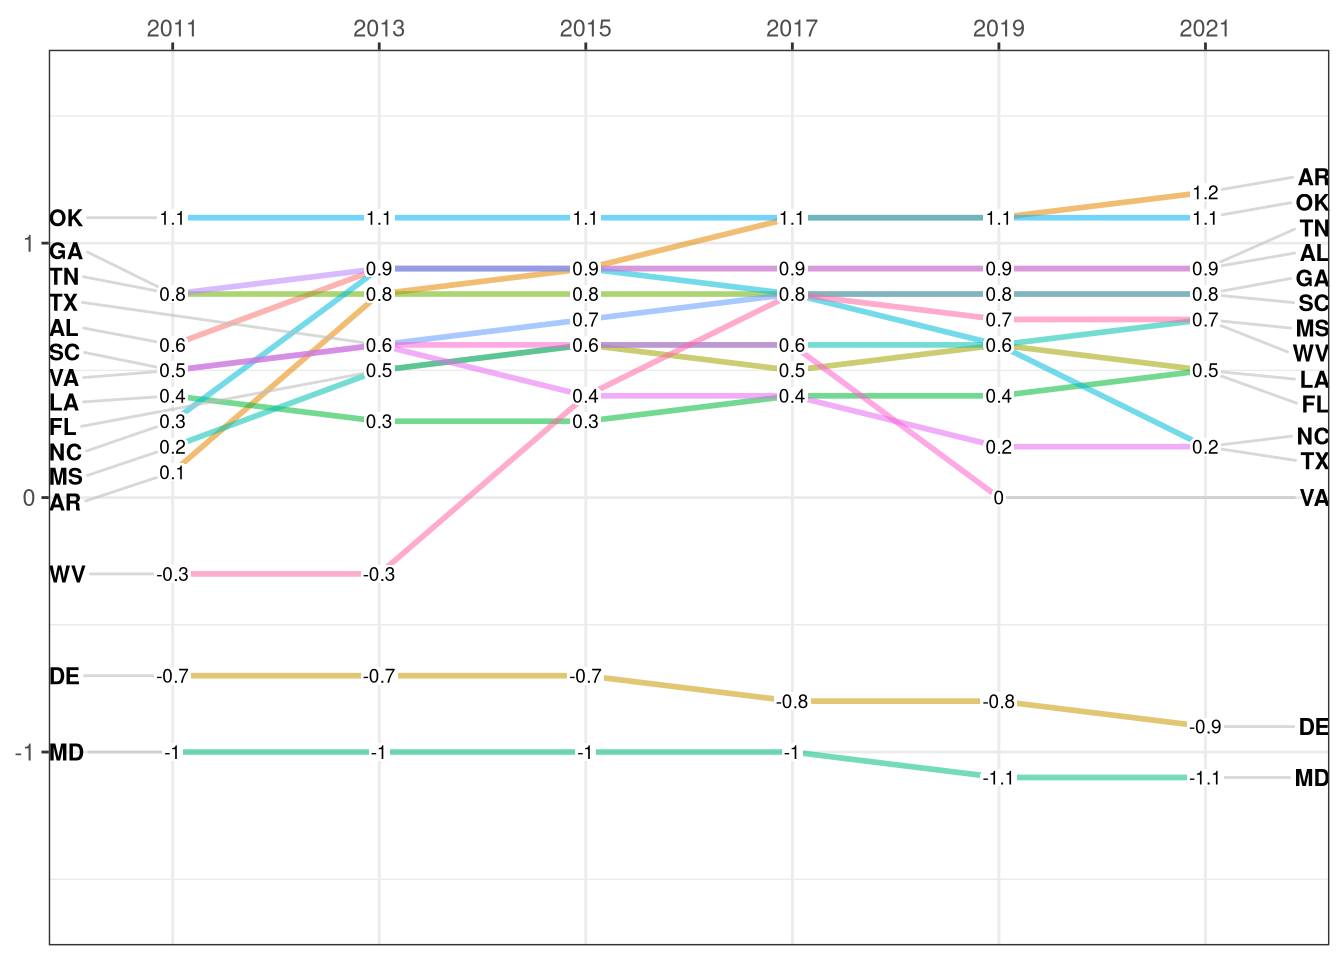 2011 2013 2015 2017 2019 2021
AR
1.2
OK
OK 1.1 1.1 1.1 1.1 1.1 1.1
TN
1
GA AL
0.9 0.9 0.9 0.9 0.9
TN GA
0.8 0.8 0.8 0.8 0.8 0.8
TX SC
0.7 0.7 0.7
AL MS
0.6 0.6 0.6 0.6 0.6
SC WV
0.5 0.5 0.5 0.5
VA LA
0.4 0.4 0.4 0.4
LA FL
0.3 0.3 0.3
FL NC
0.2 0.2 0.2
NC TX
0.1
MS
0 0 VA
AR
WV -0.3 -0.3
DE -0.7 -0.7 -0.7
-0.8 -0.8
-0.9 DE
-1 MD -1 -1 -1 -1
-1.1 -1.1 MD